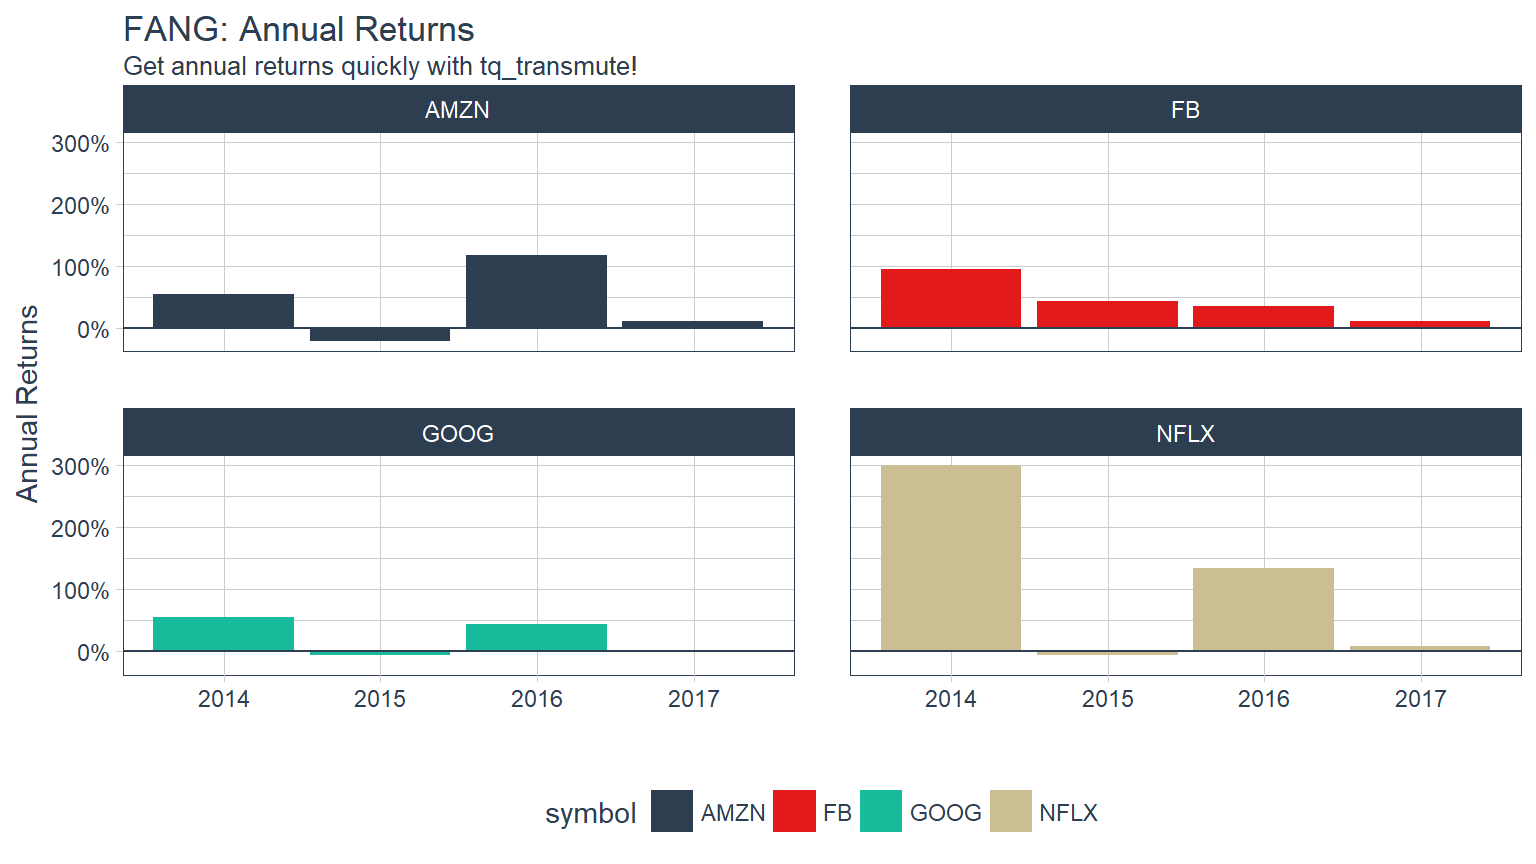 FANG: Annual Returns
Get annual returns quickly with tq_transmute!
AMZN
FB
300%
200%
100%
0%
Annual Returns
GOOG
NFLX
300%
200%
100%
0%
2014 2015 2016 2017
2014 2015 2016 2017
symbol AMZN FB GOOG NFLX